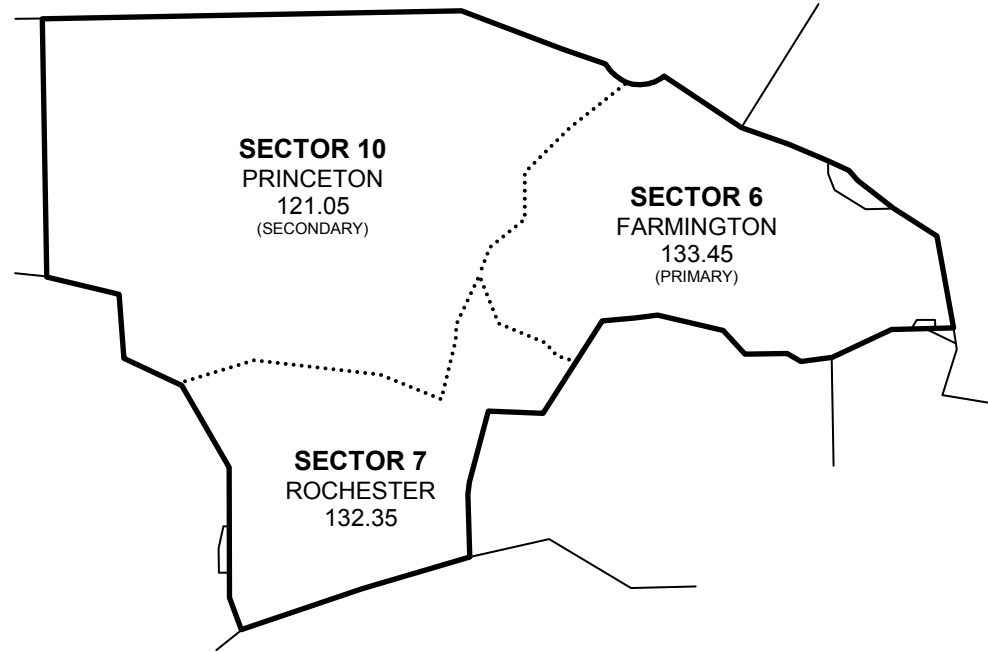 SECTOR 10
PRINCETON
121.05
(SECONDARY)
SECTOR 6
FARMINGTON
133.45
(PRIMARY)
SECTOR 7
ROCHESTER
132.35